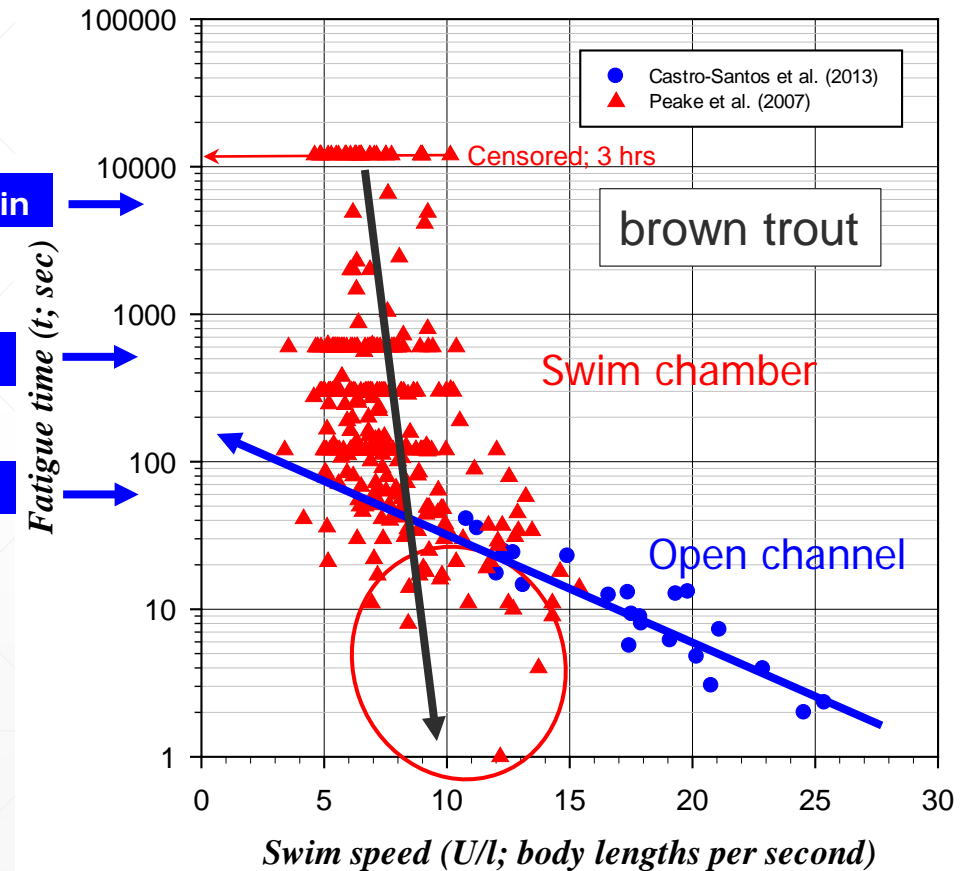 100000
10000
1000
100
10
1
in
Fatigue time (t; sec)
Castro-Santos et al. (2013)
Peake et al. (2007)
Censored; 3 hrs
brown trout
Swim chamber
Open channel
0 5 10 15 20 25 30
Swim speed (U/l; body lengths per second)